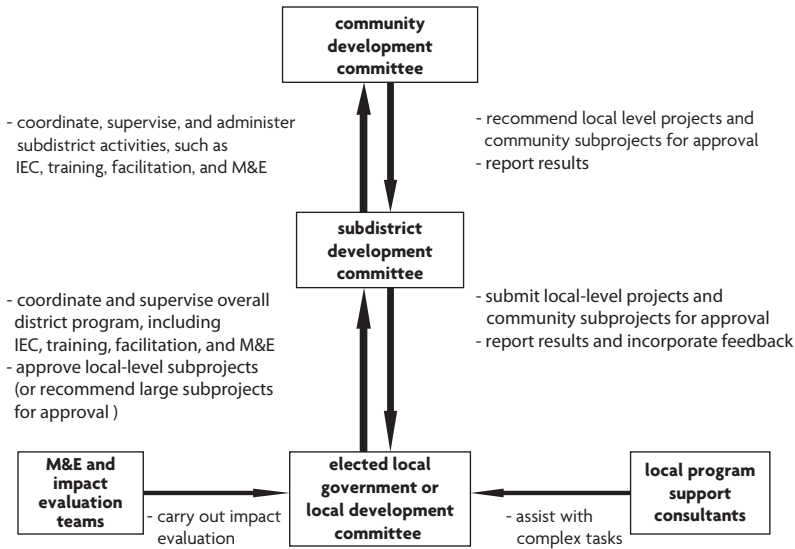 community
development
committee
- coordinate, supervise, and administer
subdistrict activities, such as
IEC, training, facilitation, and M&E
- recommend local level projects and
community subprojects for approval
- report results
subdistrict
development
committee
- coordinate and supervise overall
district program, including
IEC, training, facilitation, and M&E
- approve local-level subprojects
(or recommend large subprojects
for approval )
- submit local-level projects and
community subprojects for approval
- report results and incorporate feedback
M&E and
impact
evaluation
teams
- carry out impact
evaluation
elected local
government or
local development
committee
- assist with
complex tasks
local program
support
consultants